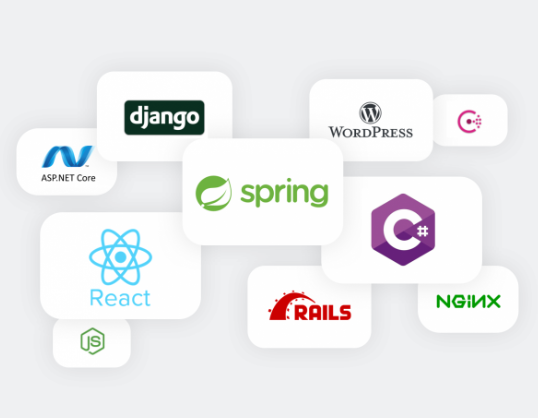 django
WORDPRESS
ASP.NET Core
spring
C#
React
RAILS
NGINX
JS